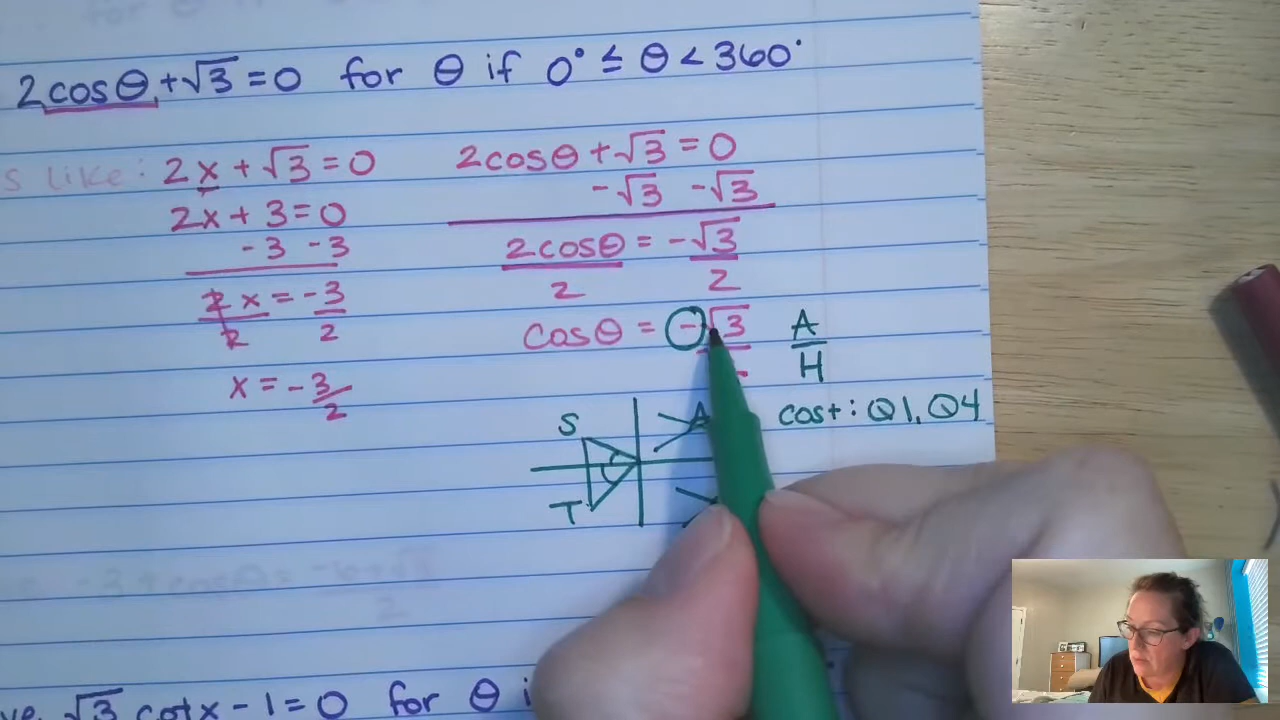 2cosθ + √3 = 0 for θ if 0° ≤ θ < 360°
s like: 2x + √3 = 0
2x + 3 = 0
-3 -3
2x = -3
2 2
x = -3/2
2cosθ + √3 = 0
-√3 -√3
2cosθ = -√3
2 2
cosθ = -√3
A
H
cos+: Q1, Q4
S A
T
√3 cotx - 1 = 0 for θ i